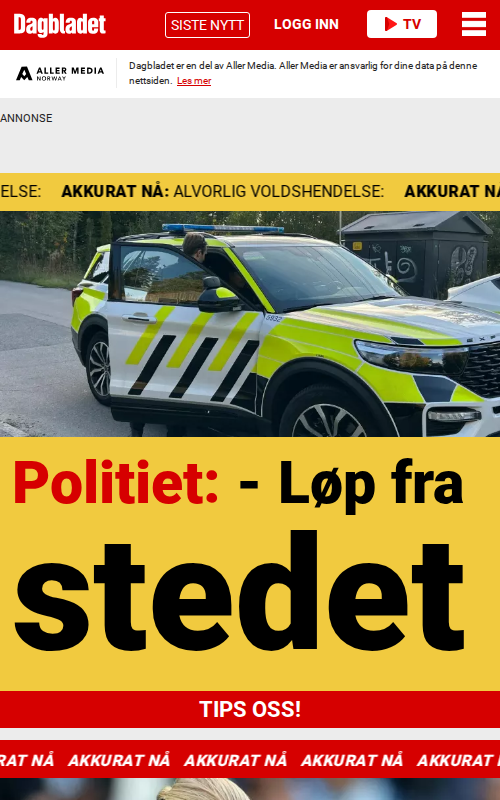 Dagbladet SISTE NYTT LOGG INN TV
ALLER MEDIA NORWAY
Dagbladet er en del av Aller Media. Aller Media er ansvarlig for dine data på denne
nettsiden. Les mer
ANNONSE
ELSE: AKKURAT NÅ: ALVORLIG VOLDSHENDELSE: AKKURAT NÅ
5932
Politiet: - Løp fra
stedet
TIPS OSS!
RAT NÅ AKKURAT NÅ AKKURAT NÅ AKKURAT NÅ AKKURAT